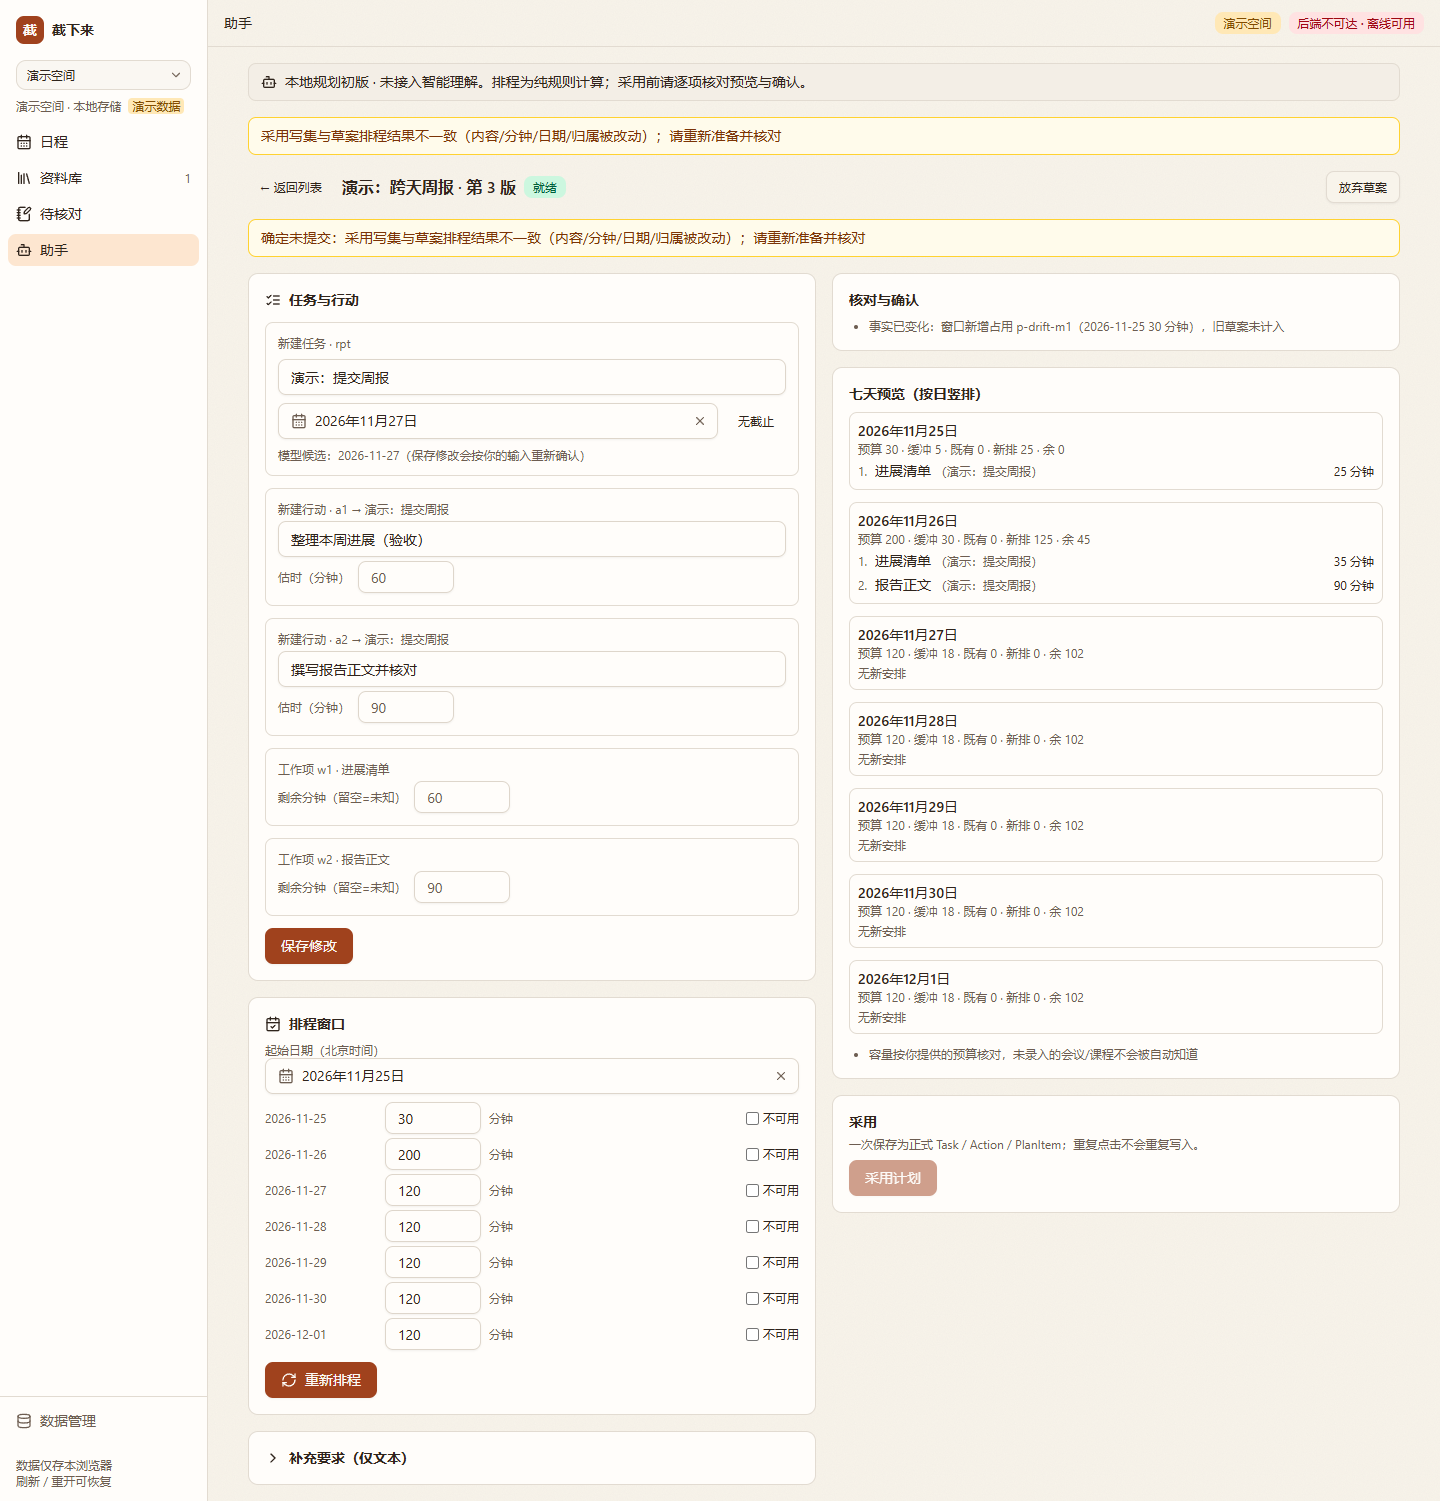 截 截下来
演示空间
演示空间 · 本地存储 演示数据
日程
资料库 1
待核对
助手
数据管理
数据仅存本浏览器
刷新 / 重开可恢复
助手
演示空间 后端不可达 · 离线可用
本地规划初版 · 未接入智能理解。排程为纯规则计算；采用前请逐项核对预览与确认。
采用写集与草案排程结果不一致（内容/分钟/日期/归属被改动）；请重新准备并核对
← 返回列表 演示：跨天周报 · 第 3 版 就绪 放弃草案
确定未提交：采用写集与草案排程结果不一致（内容/分钟/日期/归属被改动）；请重新准备并核对
任务与行动
新建任务 · rpt
演示：提交周报
2026年11月27日 × 无截止
模型候选：2026-11-27（保存修改会按你的输入重新确认）
新建行动 · a1 → 演示：提交周报
整理本周进展（验收）
估时（分钟） 60
新建行动 · a2 → 演示：提交周报
撰写报告正文并核对
估时（分钟） 90
工作项 w1 · 进展清单
剩余分钟（留空=未知） 60
工作项 w2 · 报告正文
剩余分钟（留空=未知） 90
保存修改
排程窗口
起始日期（北京时间）
2026年11月25日 ×
2026-11-25 30 分钟 不可用
2026-11-26 200 分钟 不可用
2026-11-27 120 分钟 不可用
2026-11-28 120 分钟 不可用
2026-11-29 120 分钟 不可用
2026-11-30 120 分钟 不可用
2026-12-01 120 分钟 不可用
重新排程
补充要求（仅文本）
核对与确认
• 事实已变化：窗口新增占用 p-drift-m1（2026-11-25 30 分钟），旧草案未计入
七天预览（按日竖排）
2026年11月25日
预算 30 · 缓冲 5 · 既有 0 · 新排 25 · 余 0
1. 进展清单 （演示：提交周报） 25 分钟
2026年11月26日
预算 200 · 缓冲 30 · 既有 0 · 新排 125 · 余 45
1. 进展清单 （演示：提交周报） 35 分钟
2. 报告正文 （演示：提交周报） 90 分钟
2026年11月27日
预算 120 · 缓冲 18 · 既有 0 · 新排 0 · 余 102
无新安排
2026年11月28日
预算 120 · 缓冲 18 · 既有 0 · 新排 0 · 余 102
无新安排
2026年11月29日
预算 120 · 缓冲 18 · 既有 0 · 新排 0 · 余 102
无新安排
2026年11月30日
预算 120 · 缓冲 18 · 既有 0 · 新排 0 · 余 102
无新安排
2026年12月1日
预算 120 · 缓冲 18 · 既有 0 · 新排 0 · 余 102
无新安排
• 容量按你提供的预算核对，未录入的会议/课程不会被自动知道
采用
一次保存为正式 Task / Action / PlanItem；重复点击不会重复写入。
采用计划